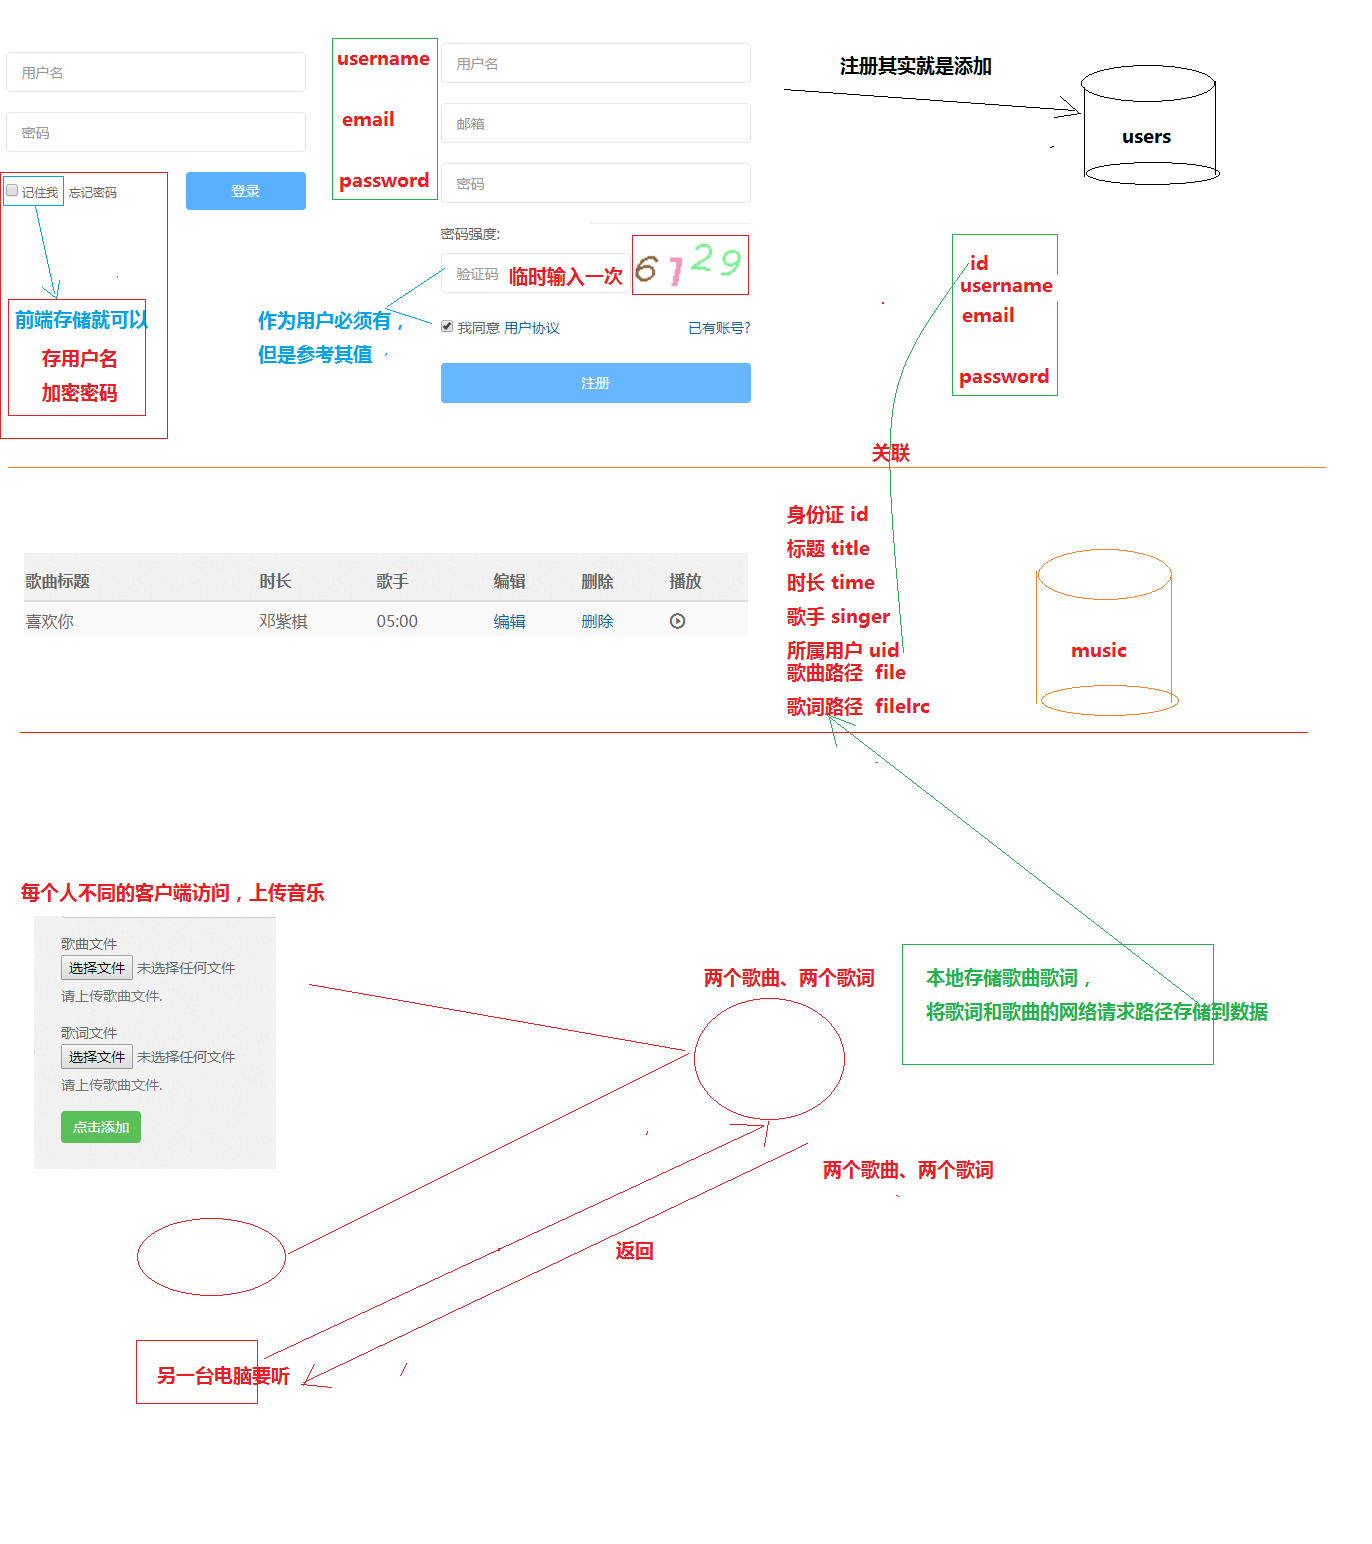 用户名
密码
记住我 忘记密码
登录
前端存储就可以
存用户名
加密密码
username
email
password
用户名
邮箱
密码
密码强度:
验证码 临时输入一次
6729
作为用户必须有，
但是参考其值
我同意 用户协议 已有账号?
注册
注册其实就是添加
users
id
username
email
password
关联
歌曲标题 时长 歌手 编辑 删除 播放
喜欢你 邓紫棋 05:00 编辑 删除
身份证 id
标题 title
时长 time
歌手 singer
所属用户 uid
歌曲路径 file
歌词路径 filelrc
music
每个人不同的客户端访问，上传音乐
歌曲文件
选择文件 未选择任何文件
请上传歌曲文件.
歌词文件
选择文件 未选择任何文件
请上传歌曲文件.
点击添加
两个歌曲、两个歌词
本地存储歌曲歌词，
将歌词和歌曲的网络请求路径存储到数据
两个歌曲、两个歌词
返回
另一台电脑要听